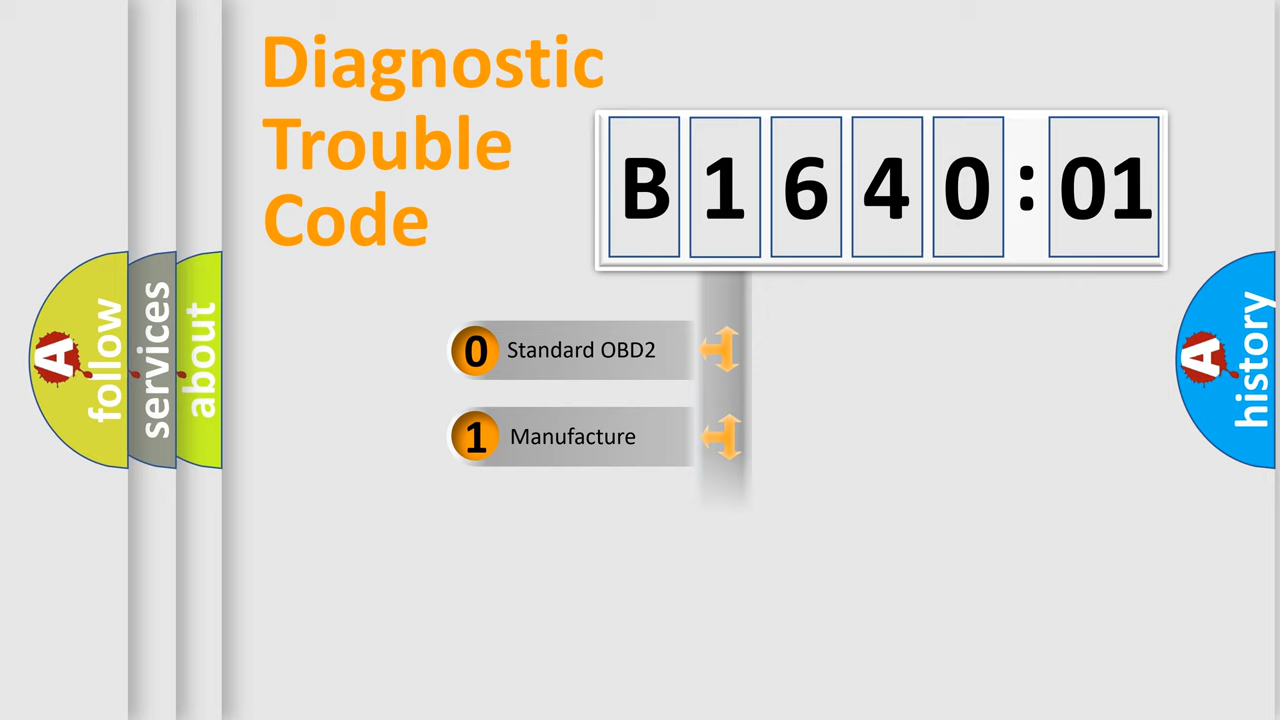 Diagnostic
Trouble
Code
B 1 6 4 0 : 01
0 Standard OBD2
1 Manufacture
A follow
services
about
A history